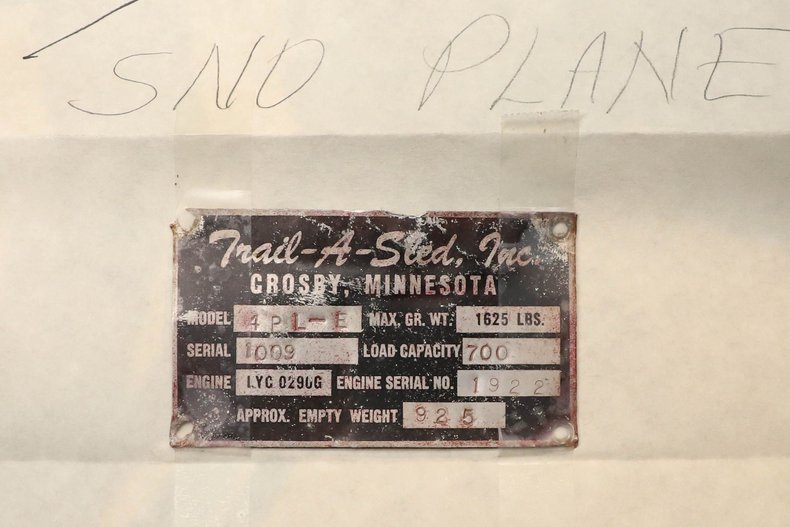 SNO PLANE
Trail-A-Sled, Inc.
CROSBY, MINNESOTA
MODEL 4PL-E MAX. GR. WT. 1625 LBS.
SERIAL 1009 LOAD CAPACITY 700
ENGINE LYC 0290G ENGINE SERIAL NO. 1922
APPROX. EMPTY WEIGHT 925